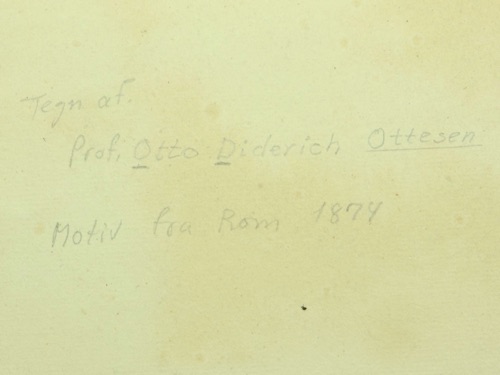 Tegn af.
Prof. Otto Diderich Ottesen
Motiv fra Rom 1874